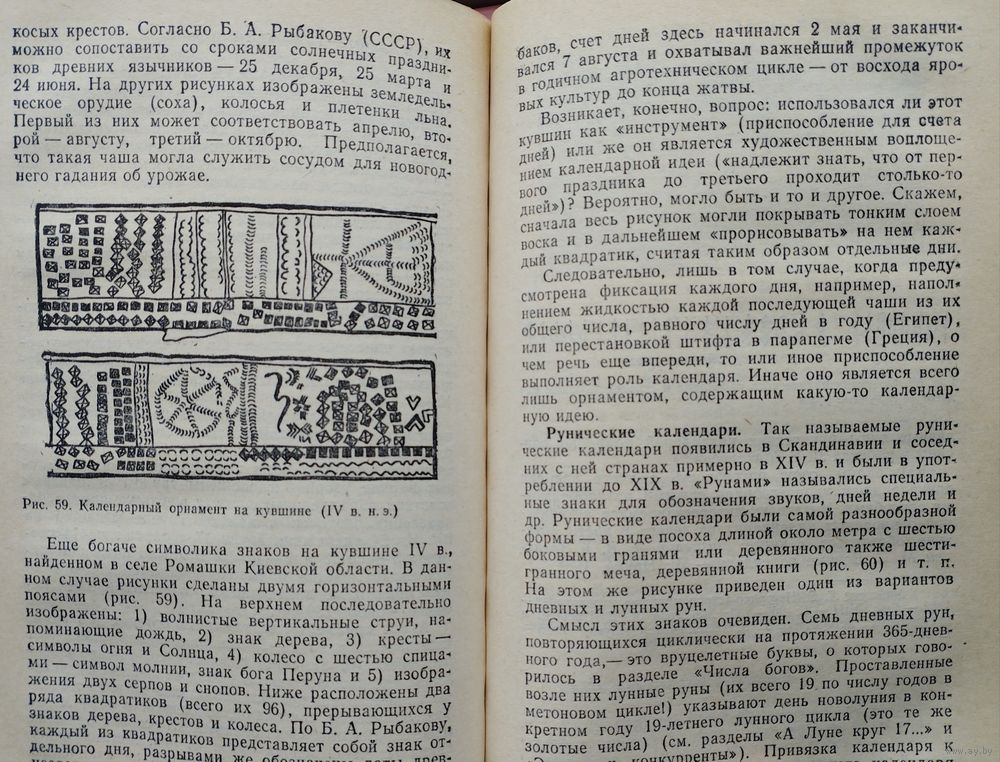 косых крестов. Согласно Б. А. Рыбакову (СССР), их
можно сопоставить со сроками солнечных праздни-
ков древних язычников — 25 декабря, 25 марта и
24 июня. На других рисунках изображены земледель-
ческое орудие (соха), колосья и плетенки льна.
Первый из них может соответствовать апрелю, вто-
рой — августу, третий — октябрю. Предполагается,
что такая чаша могла служить сосудом для новогод-
него гадания об урожае.
Рис. 59. Календарный орнамент на кувшине (IV в. н. э.)
Еще богаче символика знаков на кувшине IV в.,
найденном в селе Ромашки Киевской области. В дан-
ном случае рисунки сделаны двумя горизонтальными
поясами (рис. 59). На верхнем последовательно
изображены: 1) волнистые вертикальные струи, на-
поминающие дождь, 2) знак дерева, 3) кресты —
символы огня и Солнца, 4) колесо с шестью спица-
ми — символ молнии, знак бога Перуна и 5) изобра-
жения двух серпов и снопов. Ниже расположены два
ряда квадратиков (всего их 96), прерывающихся у
знаков дерева, крестов и колеса. По Б. А. Рыбакову,
каждый из квадратиков представляет собой знак от-
дельного дня, разрывами же
баков, счет дней здесь начинался 2 мая и заканчи-
вался 7 августа и охватывал важнейший промежуток
в годичном агротехническом цикле — от восхода яро-
вых культур до конца жатвы.
Возникает, конечно, вопрос: использовался ли этот
кувшин как «инструмент» (приспособление для счета
дней) или же он является художественным воплоще-
нием календарной идеи («надлежит знать, что от пер-
вого праздника до третьего проходит столько-то
дней»)? Вероятно, могло быть и то и другое. Скажем,
сначала весь рисунок могли покрывать тонким слоем
воска и в дальнейшем «прорисовывать» на нем каж-
дый квадратик, считая таким образом отдельные дни.
Следовательно, лишь в том случае, когда преду-
смотрена фиксация каждого дня, например, напол-
нением жидкостью каждой последующей чаши из их
общего числа, равного числу дней в году (Египет),
или перестановкой штифта в парапегме (Греция), о
чем речь еще впереди, то или иное приспособление
выполняет роль календаря. Иначе оно является всего
лишь орнаментом, содержащим какую-то календар-
ную идею.
Рунические календари. Так называемые руни-
ческие календари появились в Скандинавии и сосед-
них с ней странах примерно в XIV в. и были в упот-
реблении до XIX в. «Рунами» назывались специаль-
ные знаки для обозначения звуков, дней недели и
др. Рунические календари были самой разнообразной
формы — в виде посоха длиной около метра с шестью
боковыми гранями или деревянного также шести-
гранного меча, деревянной книги (рис. 60) и т. п.
На этом же рисунке приведен один из вариантов
дневных и лунных рун.
Смысл этих знаков очевиден. Семь дневных рун,
повторяющихся циклически на протяжении 365-днев-
ного года,— это вруцелетные буквы, о которых гово-
рилось в разделе «Числа богов». Проставленные
возле них лунные руны (их всего 19 по числу годов в
метоновом цикле!) указывают день новолуния в кон-
кретном году 19-летнего лунного цикла (это те же
золотые числа) (см. разделы «А Луне круг 17...» и
конкуренты»). Привязка календаря к
www.ay.by